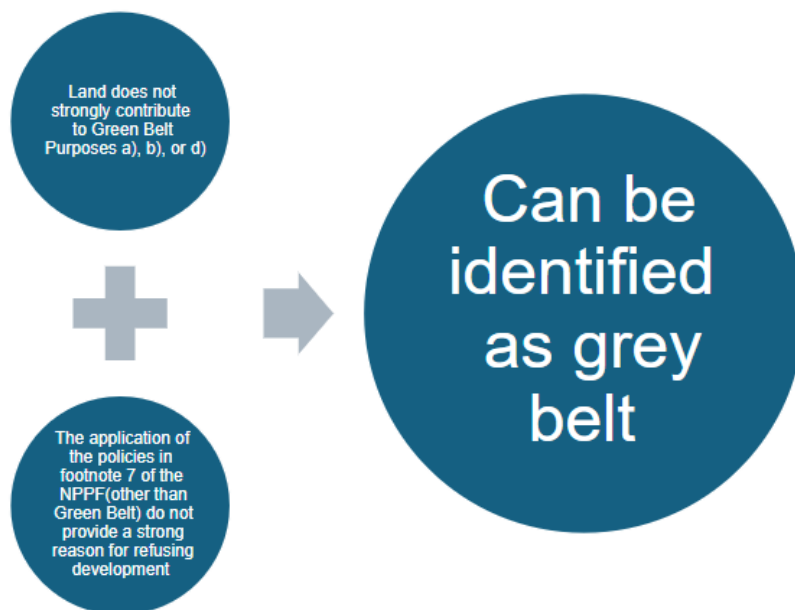 Land does not
strongly contribute
to Green Belt
Purposes a), b), or d)
The application of
the policies in
footnote 7 of the
NPPF(other than
Green Belt) do not
provide a strong
reason for refusing
development
Can be
identified
as grey
belt